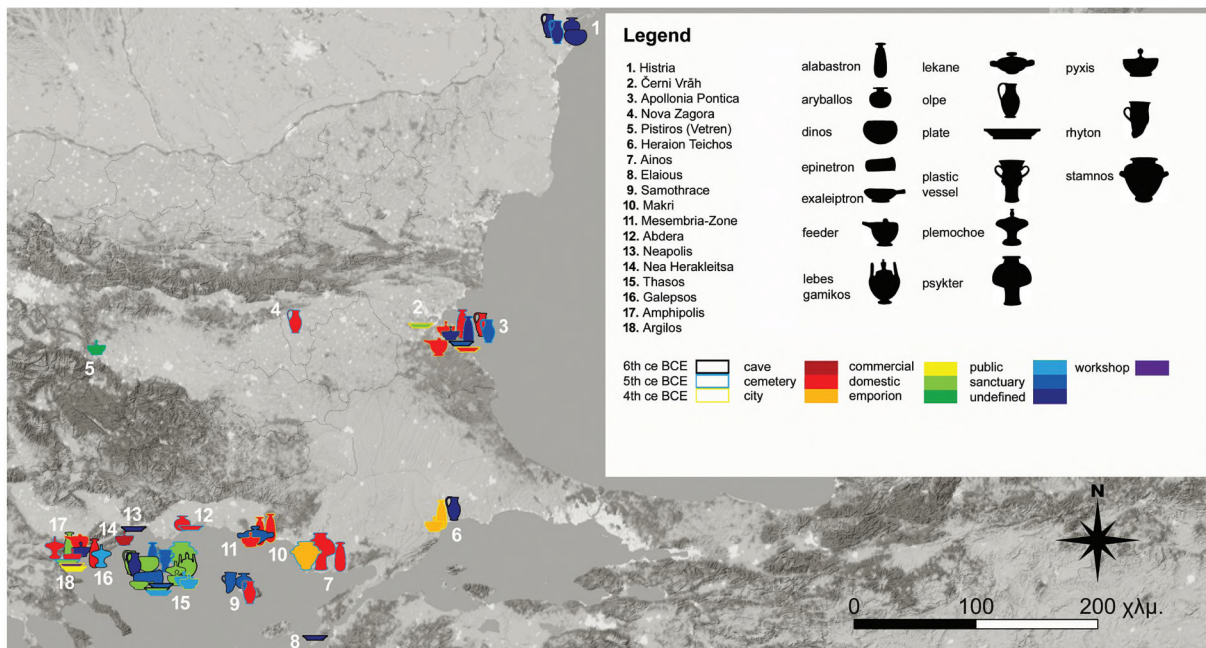 Legend
1. Histria
2. Černi Vrăh
3. Apollonia Pontica
4. Nova Zagora
5. Pistiros (Vetren)
6. Heraion Teichos
7. Ainos
8. Elaious
9. Samothrace
10. Makri
11. Mesembria-Zone
12. Abdera
13. Neapolis
14. Nea Herakleitsa
15. Thasos
16. Galepsos
17. Amphipolis
18. Argilos
alabastron
aryballos
dinos
epinetron
exaleiptron
feeder
lebes
gamikos
lekane
olpe
plate
plastic
vessel
plemochoe
psykter
pyxis
rhyton
stamnos
6th ce BCE cave commercial public workshop
5th ce BCE cemetery domestic sanctuary
4th ce BCE city emporion undefined
1
2
3
4
5
6
7
8
9
10
11
12
13
14
15
16
17
18
N
0 100 200 χλμ.